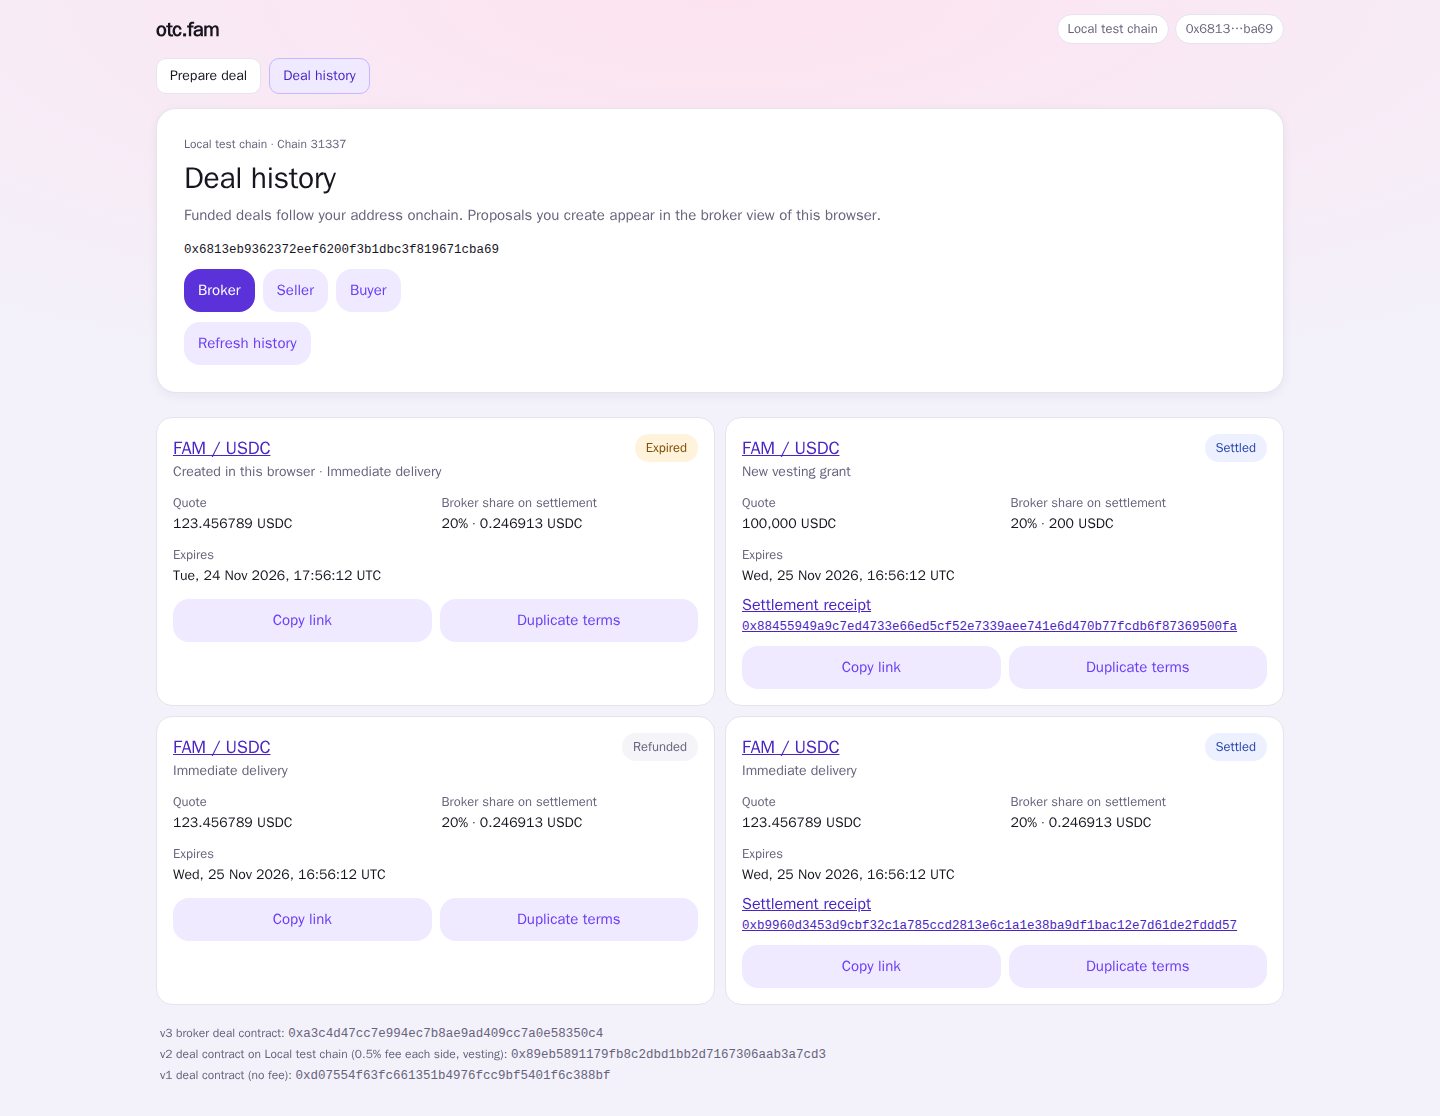 otc.fam
Local test chain
0x6813···ba69
Prepare deal
Deal history
Local test chain · Chain 31337
Deal history
Funded deals follow your address onchain. Proposals you create appear in the broker view of this browser.
0x6813eb9362372eef6200f3b1dbc3f819671cba69
Broker
Seller
Buyer
Refresh history
FAM / USDC
Expired
Created in this browser · Immediate delivery
Quote
Broker share on settlement
123.456789 USDC
20% · 0.246913 USDC
Expires
Tue, 24 Nov 2026, 17:56:12 UTC
Copy link
Duplicate terms
FAM / USDC
Settled
New vesting grant
Quote
Broker share on settlement
100,000 USDC
20% · 200 USDC
Expires
Wed, 25 Nov 2026, 16:56:12 UTC
Settlement receipt
0x88455949a9c7ed4733e66ed5cf52e7339aee741e6d470b77fcdb6f87369500fa
Copy link
Duplicate terms
FAM / USDC
Refunded
Immediate delivery
Quote
Broker share on settlement
123.456789 USDC
20% · 0.246913 USDC
Expires
Wed, 25 Nov 2026, 16:56:12 UTC
Copy link
Duplicate terms
FAM / USDC
Settled
Immediate delivery
Quote
Broker share on settlement
123.456789 USDC
20% · 0.246913 USDC
Expires
Wed, 25 Nov 2026, 16:56:12 UTC
Settlement receipt
0xb9960d3453d9cbf32c1a785ccd2813e6c1a1e38ba9df1bac12e7d61de2fddd57
Copy link
Duplicate terms
v3 broker deal contract: 0xa3c4d47cc7e994ec7b8ae9ad409cc7a0e58350c4
v2 deal contract on Local test chain (0.5% fee each side, vesting): 0x89eb5891179fb8c2dbd1bb2d7167306aab3a7cd3
v1 deal contract (no fee): 0xd07554f63fc661351b4976fcc9bf5401f6c388bf